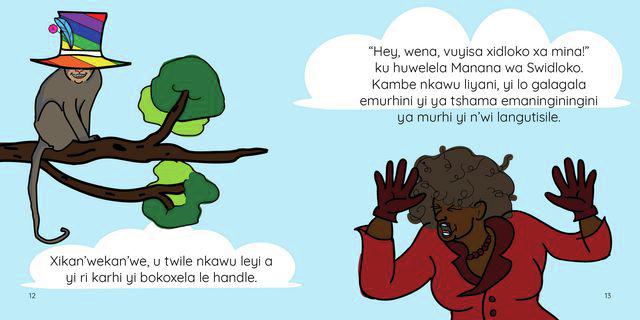 Xikan'wekan'we, u twile nkawu leyi a
yi ri karhi yi bokoxela le handle.
12
“Hey, wena, vuyisa xidloko xa mina!”
ku huwelela Manana wa Swidloko.
Kambe nkawu liyani, yi lo galagala
emurhini yi ya tshama emaninginingini
ya murhi yi n’wi langutisile.
13